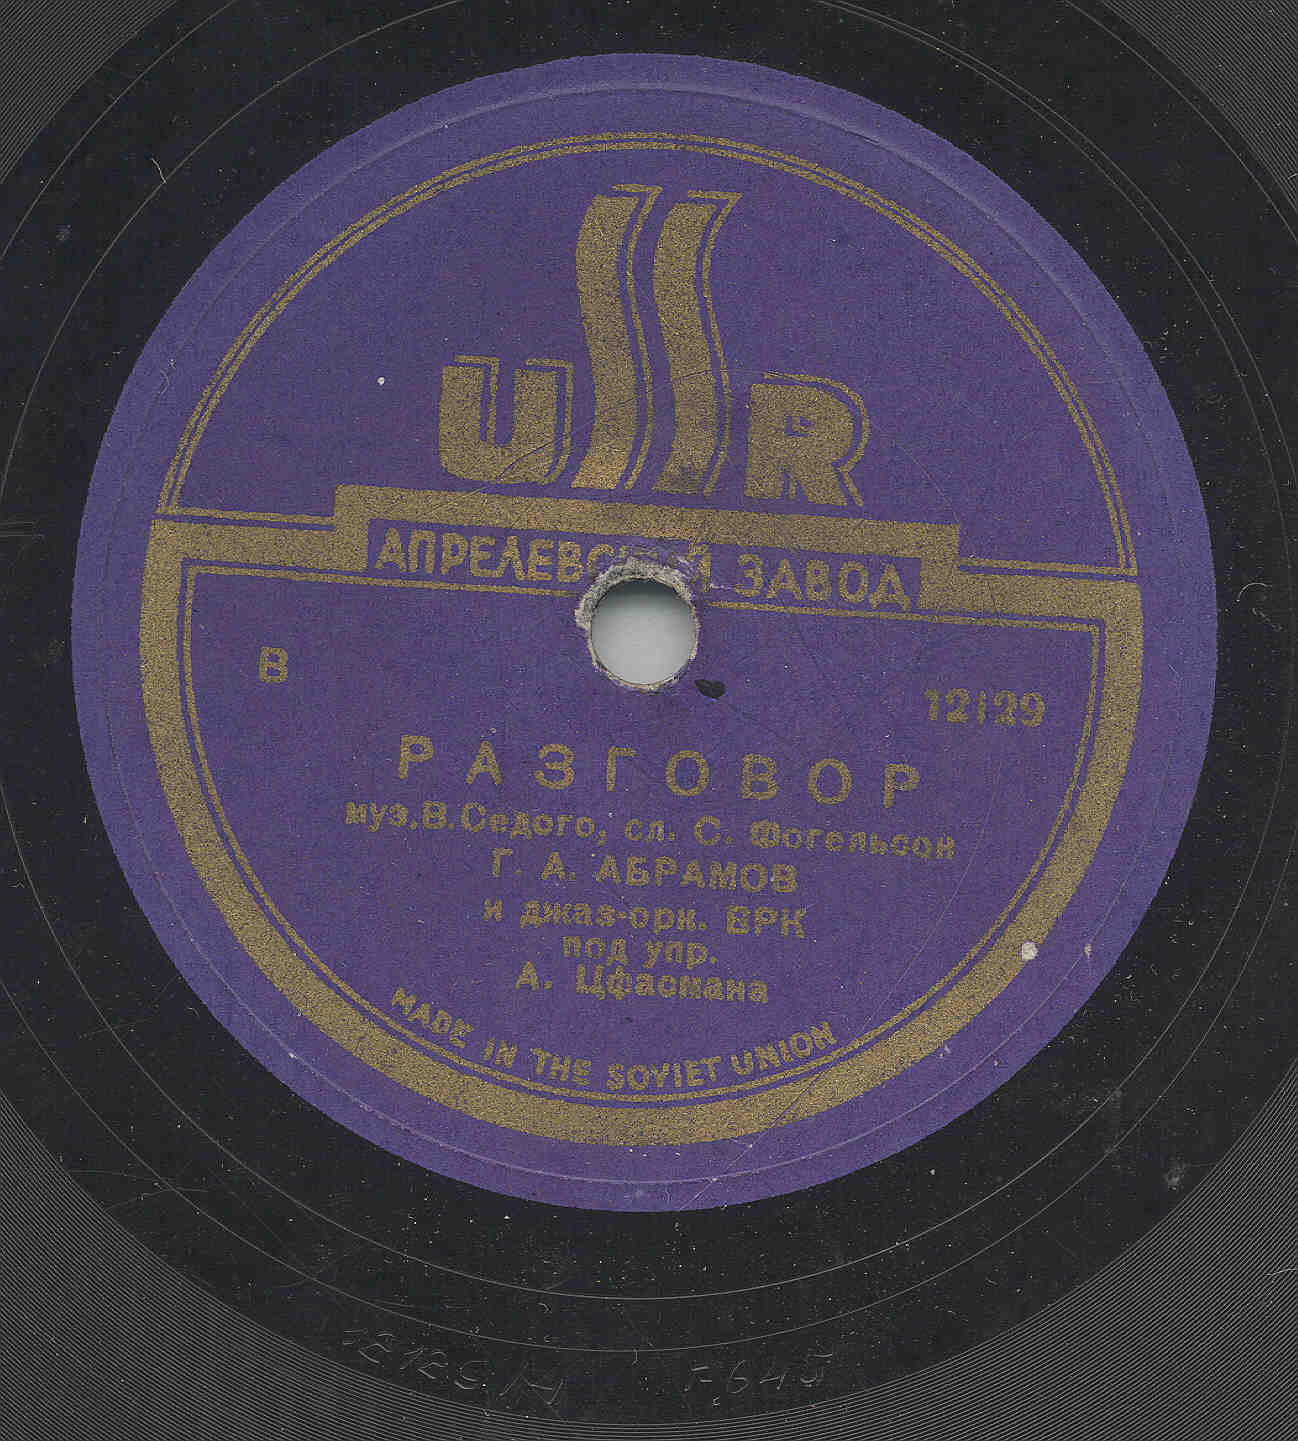 USSR
АПРЕЛЕВСКИЙ ЗАВОД
В
12129
РАЗГОВОР
муз. В. Седого, сл. С. Фогельсон
Г. А. АБРАМОВ
и джаз-орк. ВРК
под упр.
А. Цфасмана
MADE IN THE SOVIET UNION